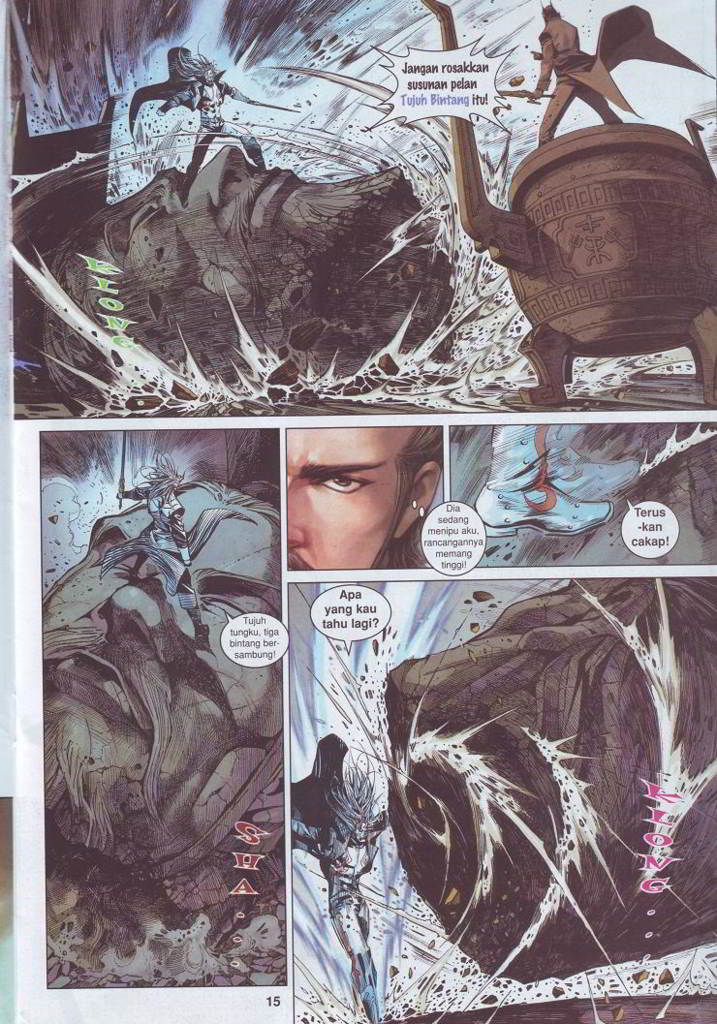 Jangan rosakkan
susunan pelan
Tujuh Bintang itu!
KLONG
Tujuh
tungku, tiga
bintang ber-
sambung!
SHA...
Dia
sedang
menipu aku,
rancangannya
memang
tinggi!
Terus
-kan
cakap!
Apa
yang kau
tahu lagi?
KLONG...
15